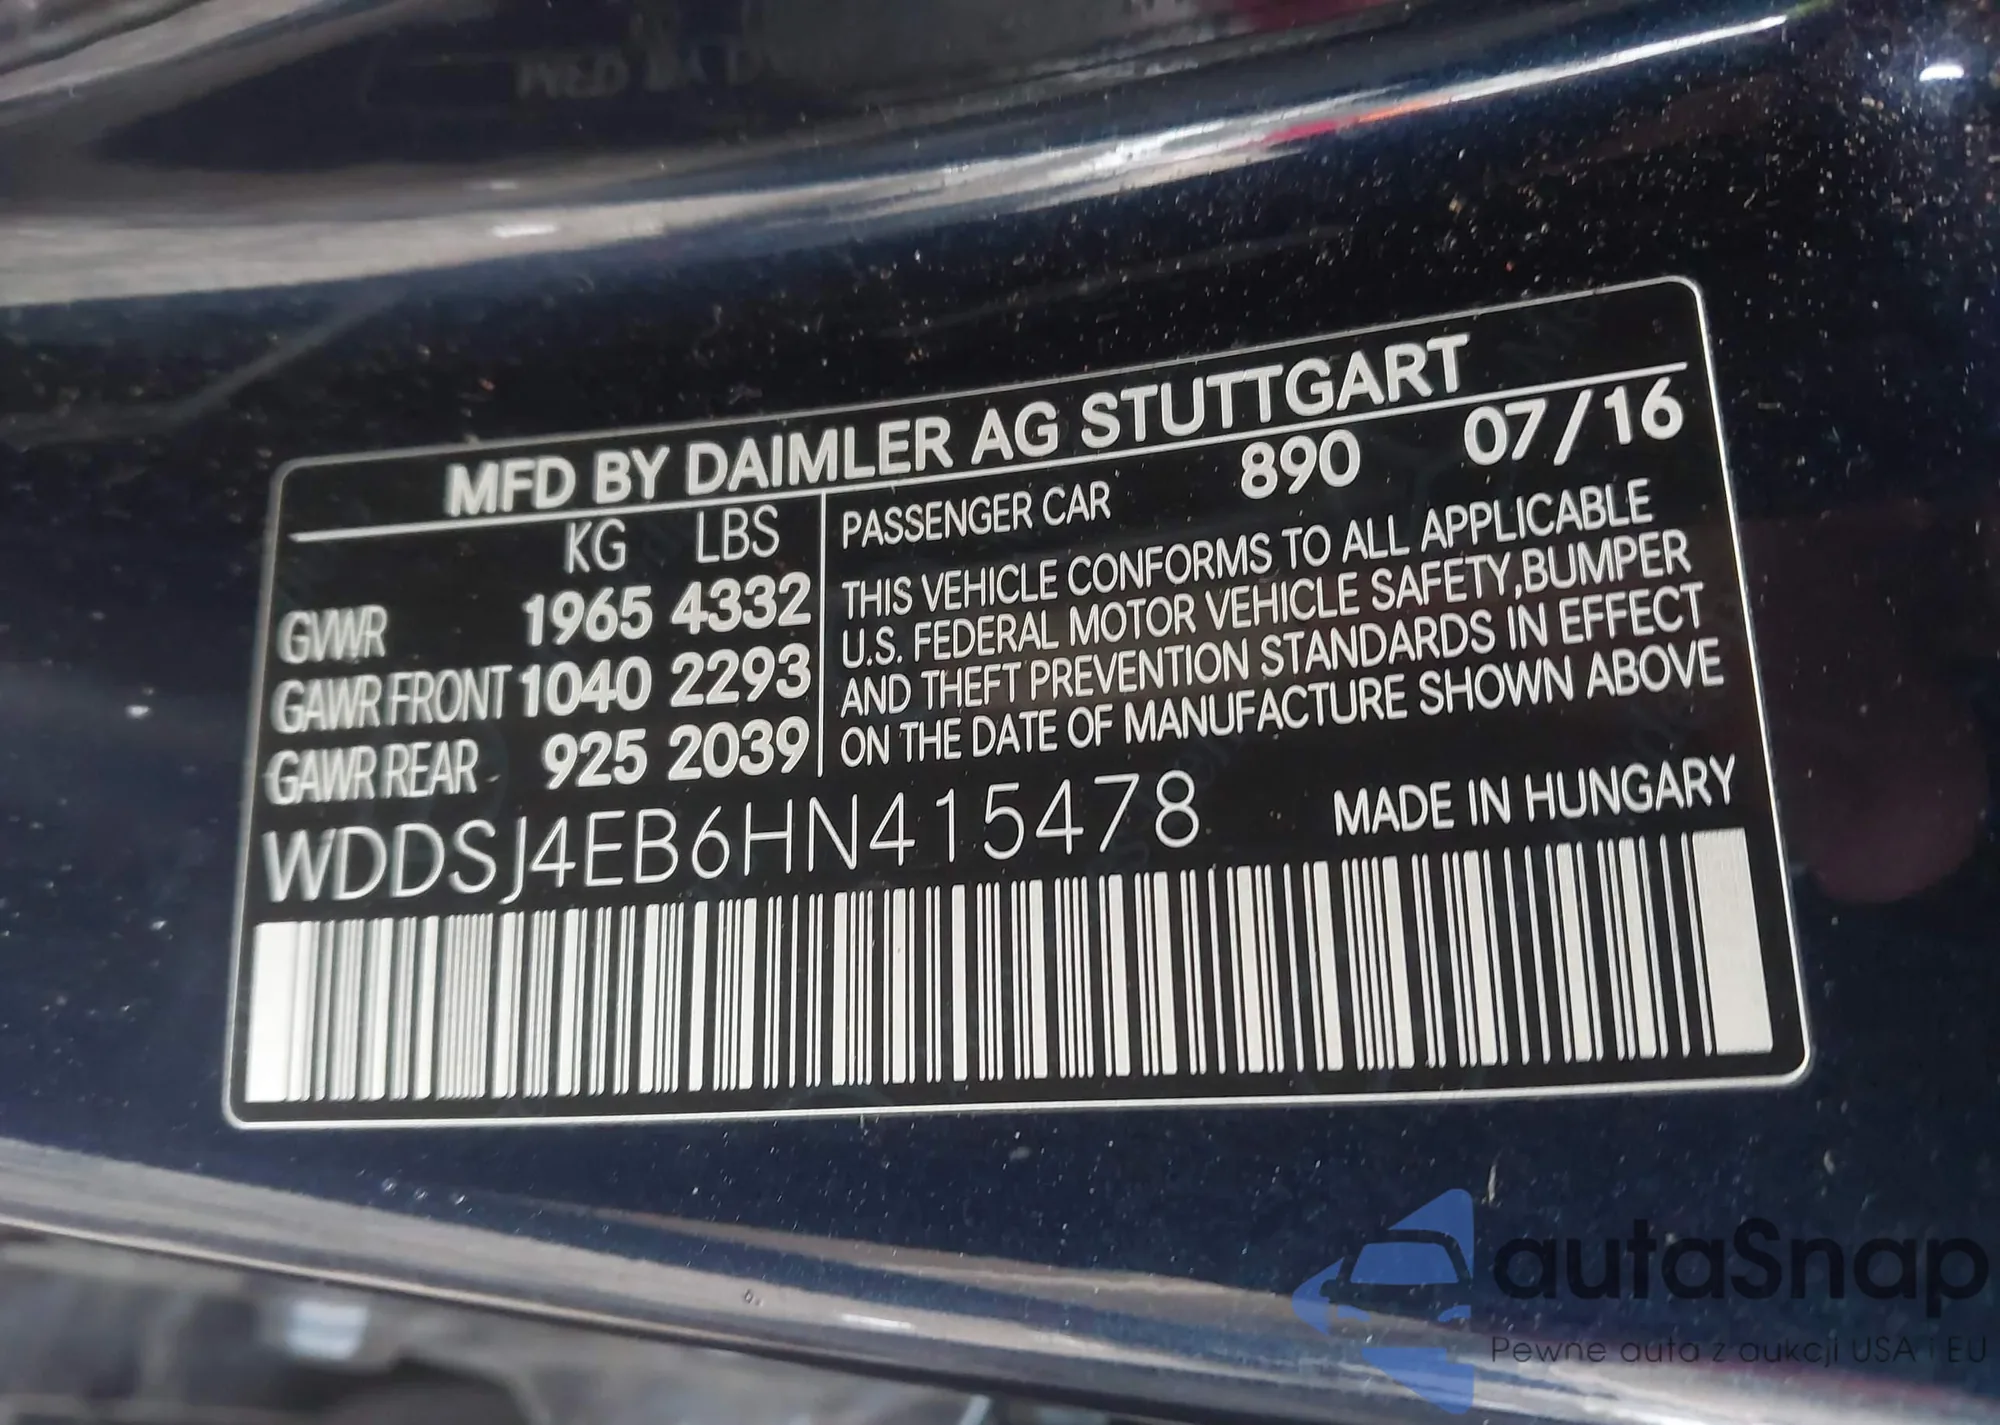 MFD BY DAIMLER AG STUTTGART
KG LBS
GVWR 1965 4332
GAWR FRONT 1040 2293
GAWR REAR 925 2039
PASSENGER CAR 890 07/16
THIS VEHICLE CONFORMS TO ALL APPLICABLE
U.S. FEDERAL MOTOR VEHICLE SAFETY,BUMPER
AND THEFT PREVENTION STANDARDS IN EFFECT
ON THE DATE OF MANUFACTURE SHOWN ABOVE
WDDSJ4EB6HN415478 MADE IN HUNGARY
autaSnap
Pewne auta z aukcji USA i EU